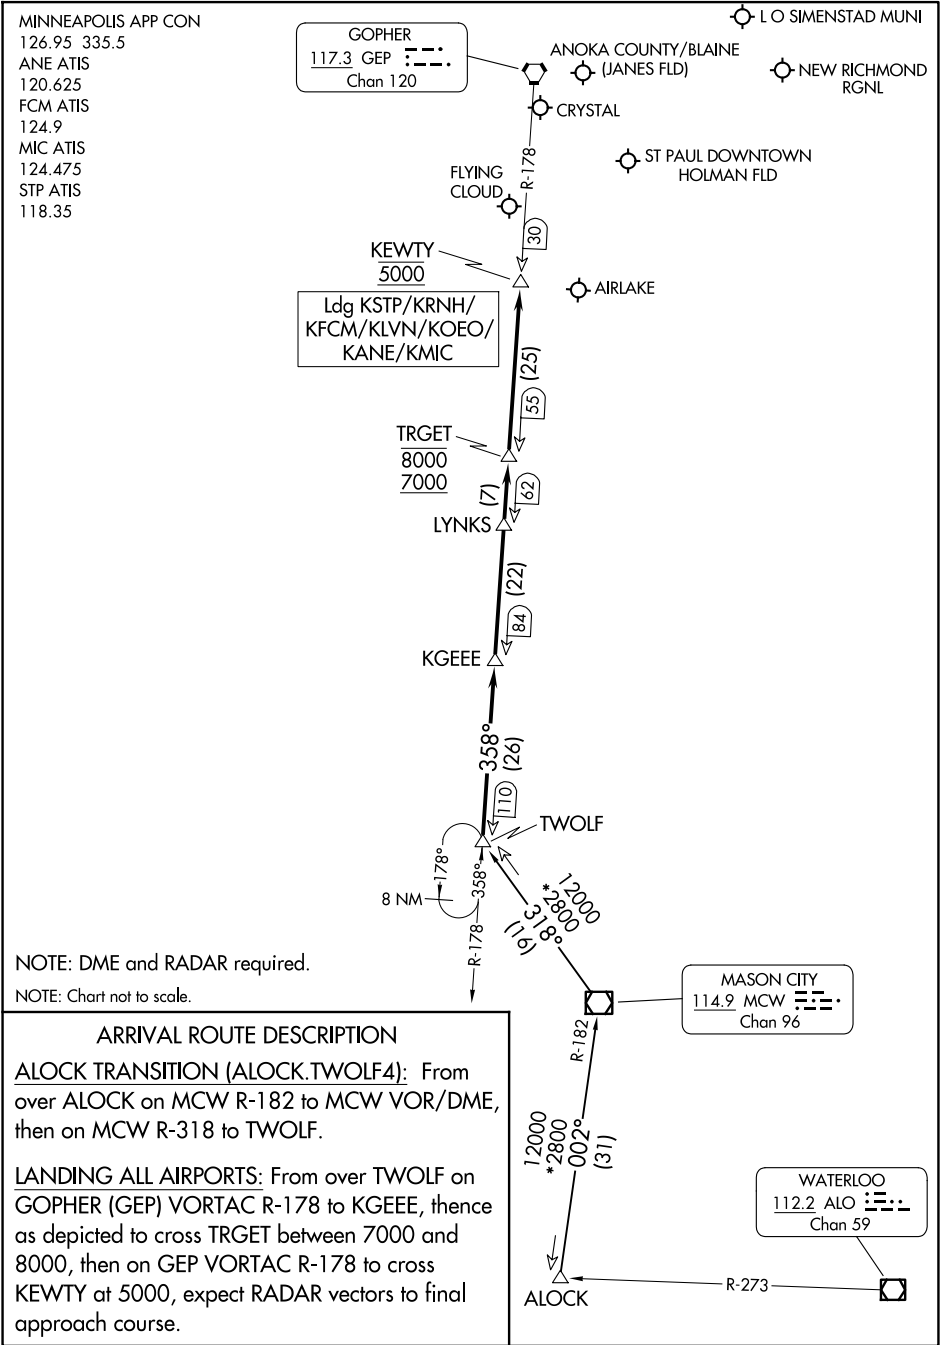 MINNEAPOLIS APP CON
126.95 335.5
ANE ATIS
120.625
FCM ATIS
124.9
MIC ATIS
124.475
STP ATIS
118.35
GOPHER
117.3 GEP
Chan 120
L O SIMENSTAD MUNI
ANOKA COUNTY/BLAINE
(JANES FLD)
NEW RICHMOND
RGNL
CRYSTAL
ST PAUL DOWNTOWN
HOLMAN FLD
R-178
FLYING
CLOUD
30
KEWTY
5000
AIRLAKE
Ldg KSTP/KRNH/
KFCM/KLVN/KOEO/
KANE/KMIC
(25)
55
TRGET
8000
7000
(7)
62
LYNKS
(22)
84
KGEEE
358°
(26)
110
TWOLF
178°
358°
8 NM
R-178
12000
*2800
318°
(16)
NOTE: DME and RADAR required.
NOTE: Chart not to scale.
MASON CITY
114.9 MCW
Chan 96
R-182
12000
*2800
002°
(31)
WATERLOO
112.2 ALO
Chan 59
R-273
ALOCK
ARRIVAL ROUTE DESCRIPTION
ALOCK TRANSITION (ALOCK.TWOLF4): From
over ALOCK on MCW R-182 to MCW VOR/DME,
then on MCW R-318 to TWOLF.
LANDING ALL AIRPORTS: From over TWOLF on
GOPHER (GEP) VORTAC R-178 to KGEEE, thence
as depicted to cross TRGET between 7000 and
8000, then on GEP VORTAC R-178 to cross
KEWTY at 5000, expect RADAR vectors to final
approach course.